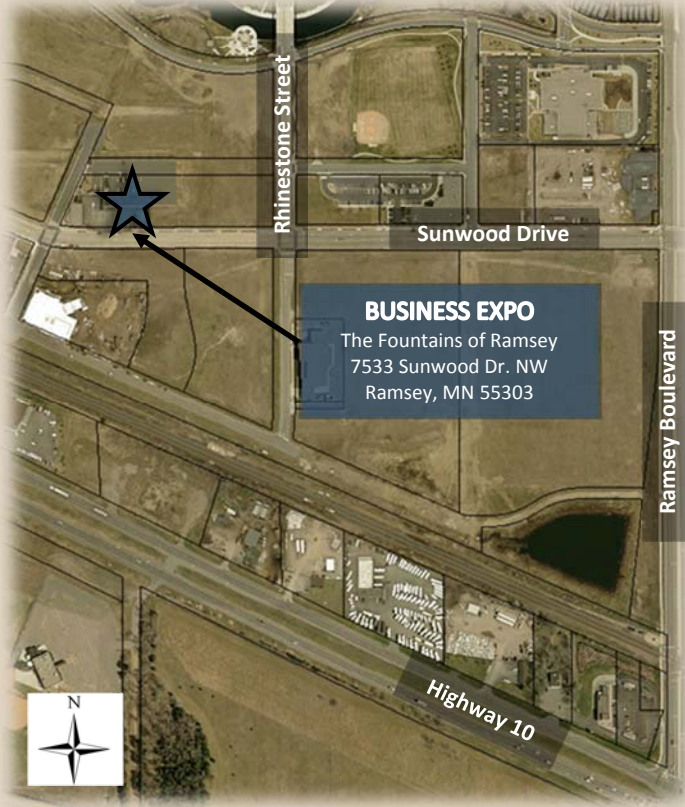 Rhinestone Street
Sunwood Drive
BUSINESS EXPO
The Fountains of Ramsey
7533 Sunwood Dr. NW
Ramsey, MN 55303
Ramsey Boulevard
Highway 10
N